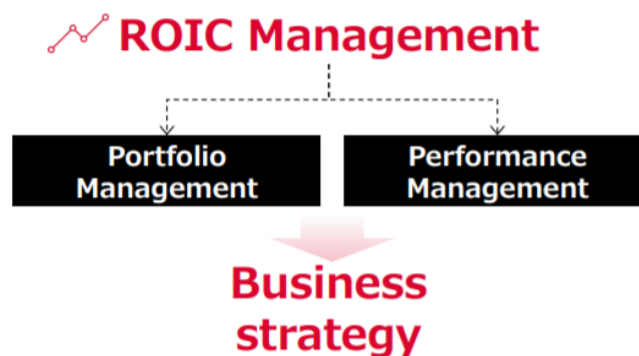 ROIC Management
Portfolio
Management
Performance
Management
Business
strategy